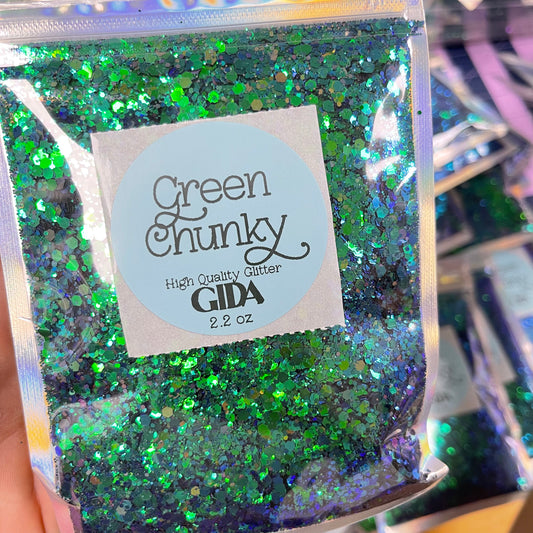 Green
Chunky
High Quality Glitter
GIDA
2.2 oz